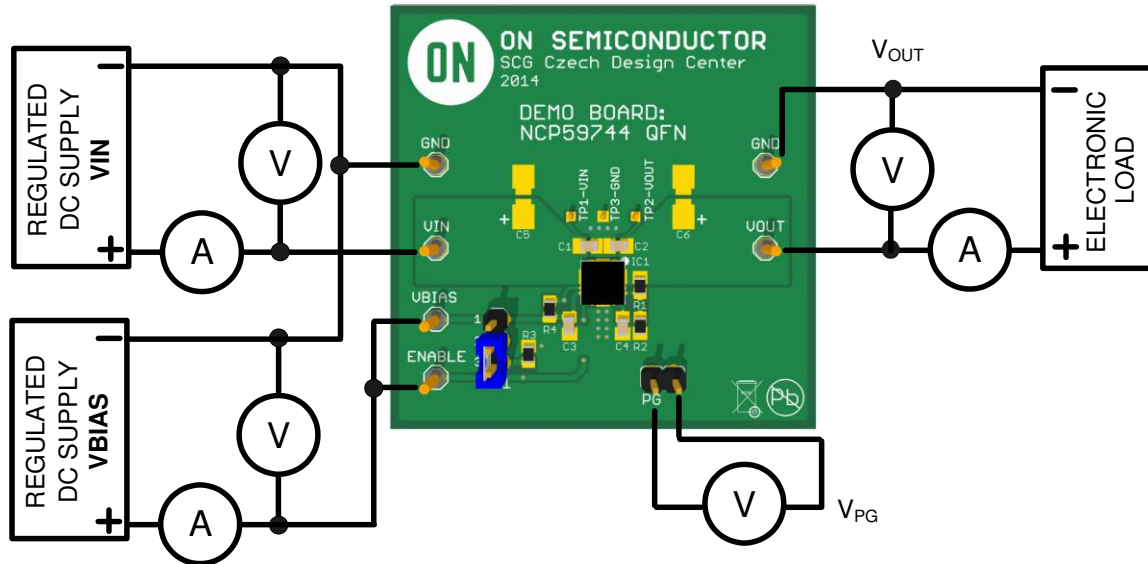 REGULATED
DC SUPPLY
VIN
−
+
V
A
REGULATED
DC SUPPLY
VBIAS
−
+
V
A
ON
ON SEMICONDUCTOR
SCG Czech Design Center
2014
DEMO BOARD:
NCP59744 QFN
GND
GND
TP1-VIN
TP3-GND
TP2-VOUT
+
C5
+
C6
VIN
VOUT
C1
C2
IC1
VBIAS
R4
C3
C4
R1
R2
1
R3
ENABLE
PG
Pb
V
VPG
VOUT
V
A
−
+
ELECTRONIC
LOAD